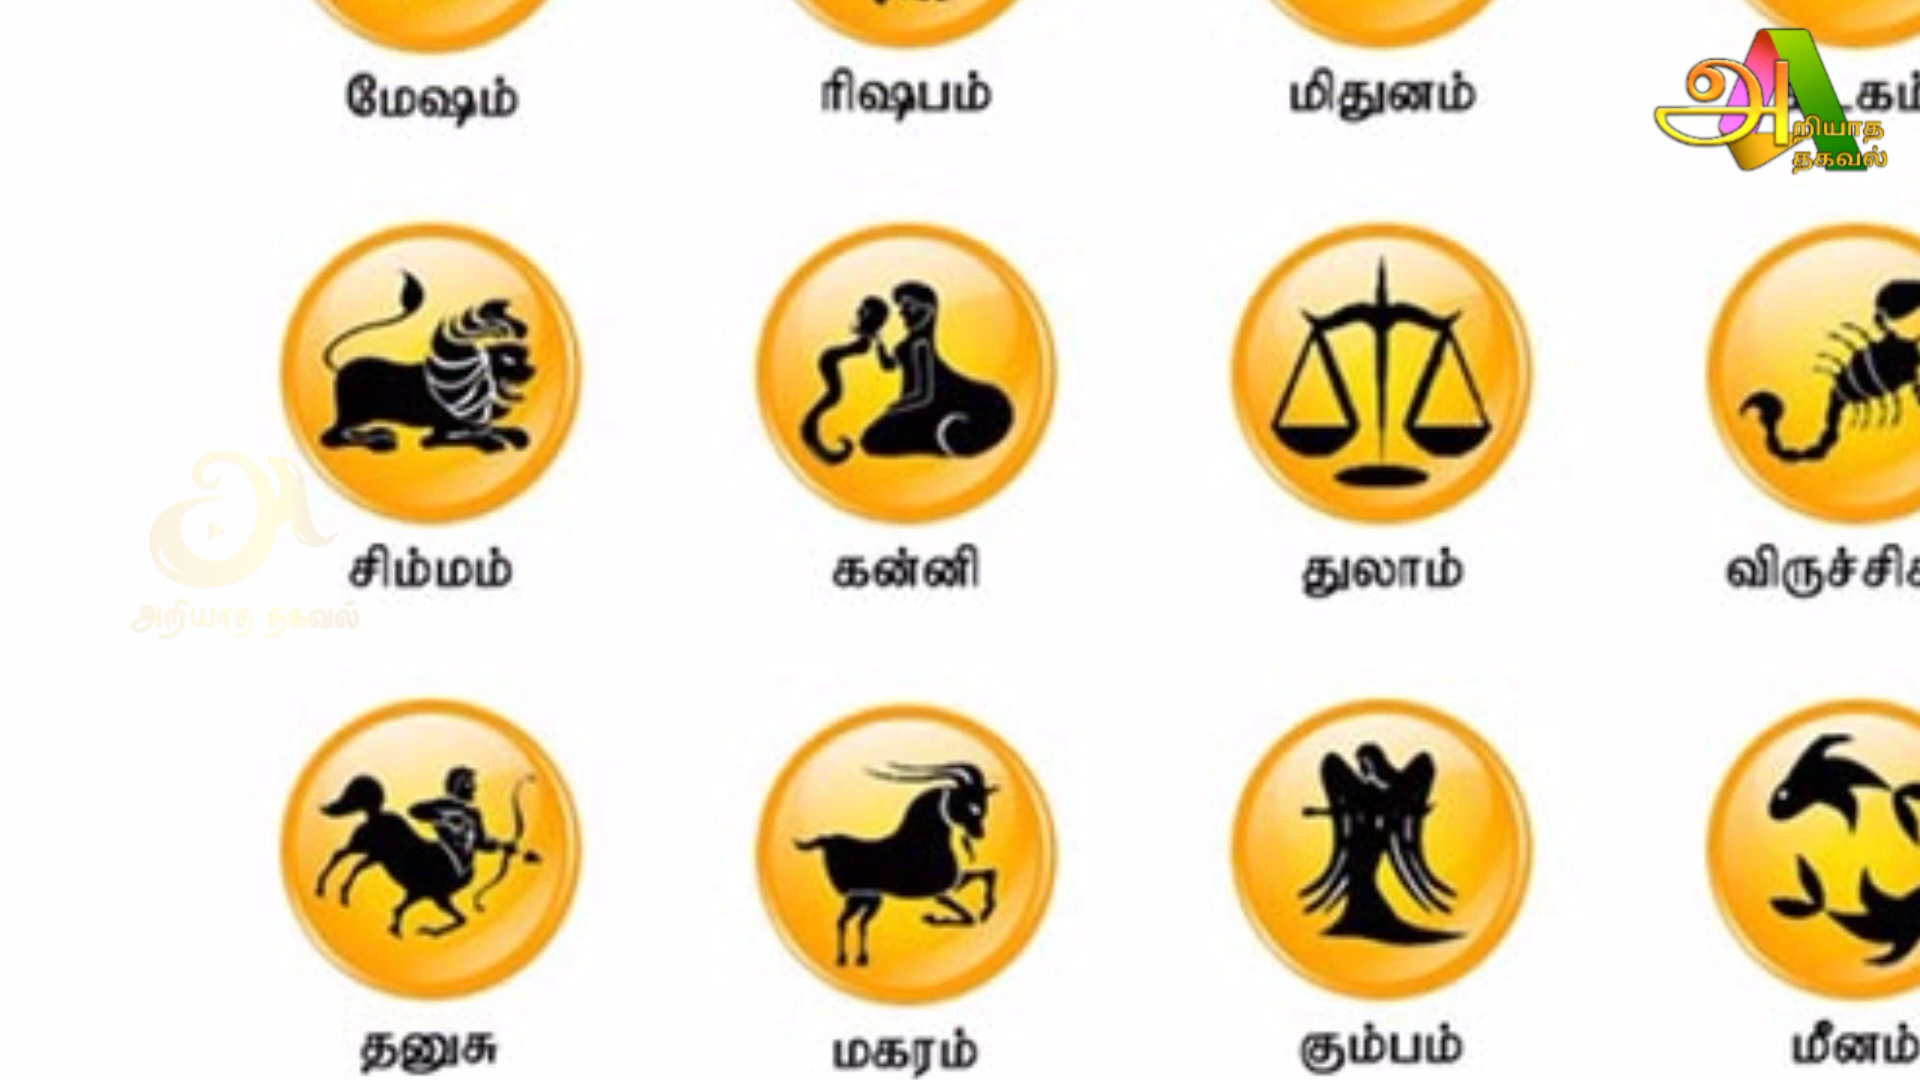 மேஷம் ரிஷபம் மிதுனம்
அறியாத
தகவல்
சிம்மம் கன்னி துலாம்
அறியாத தகவல்
தனுசு மகரம் கும்பம் மீனம்